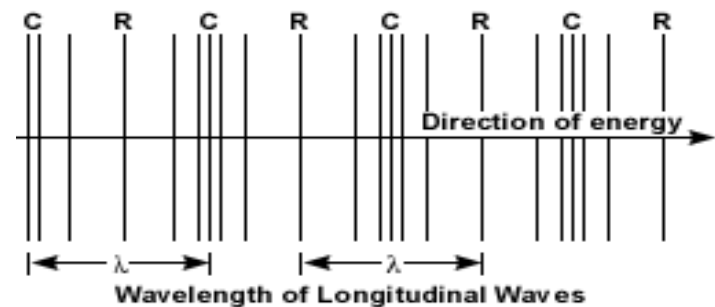 C R C R C R C R
Direction of energy
λ λ
Wavelength of Longitudinal Waves